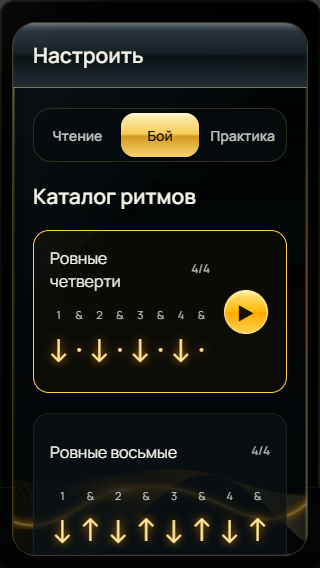 Настроить
Чтение Бой Практика
Каталог ритмов
Ровные
четверти
4/4
1 & 2 & 3 & 4 &
↓ · ↓ · ↓ · ↓ ·
Ровные восьмые 4/4
1 & 2 & 3 & 4 &
↓ ↑ ↓ ↑ ↓ ↑ ↓ ↑